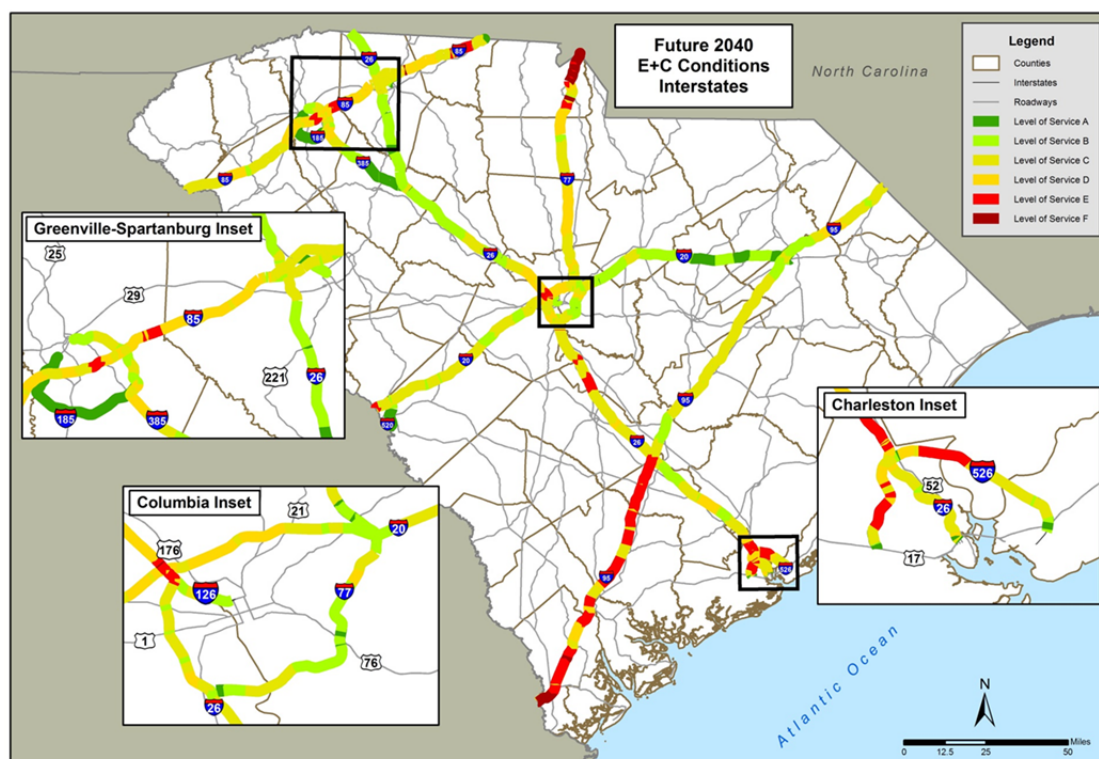 Future 2040
E+C Conditions
Interstates
North Carolina
Legend
Counties
Interstates
Roadways
Level of Service A
Level of Service B
Level of Service C
Level of Service D
Level of Service E
Level of Service F
26
85
85
185
385
85
77
26
20
95
20
520
95
26
95
526
Greenville-Spartanburg Inset
25
29
85
221
26
185
385
Columbia Inset
21
20
176
126
77
1
76
26
Charleston Inset
526
52
26
17
Atlantic Ocean
N
Miles
0 12.5 25 50